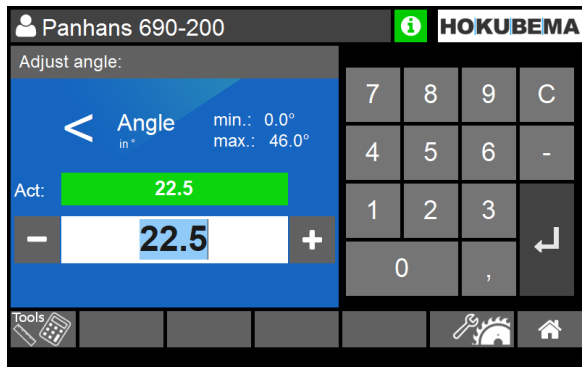 Panhans 690-200
i
HOKUBEMA
Adjust angle:
< Angle
in °
min.: 0.0°
max.: 46.0°
Act: 22.5
- 22.5 +
7 8 9 C
4 5 6 -
1 2 3
0 ,
Tools